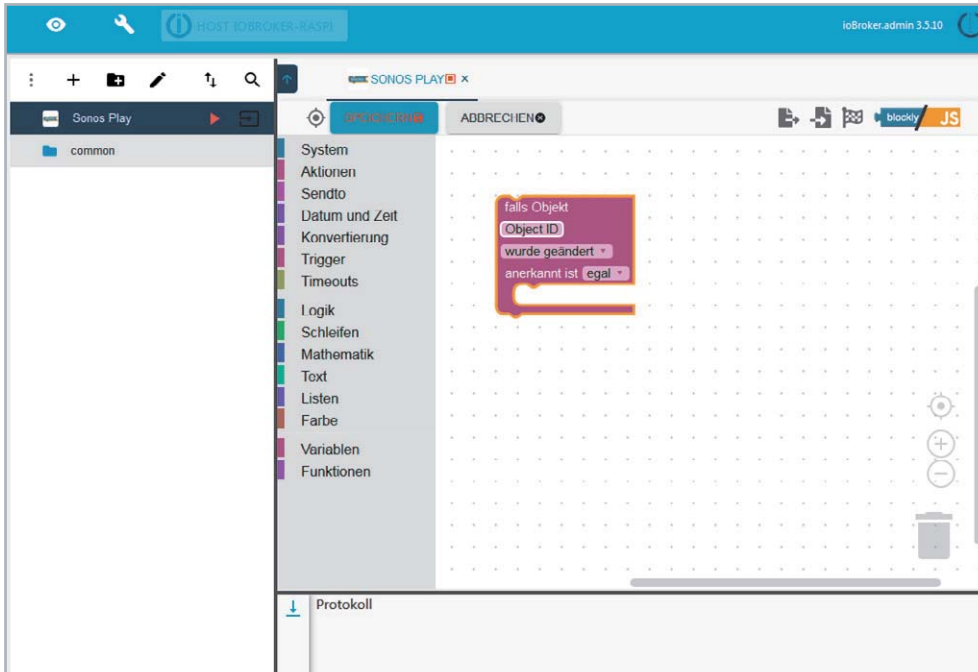 HOST IOBROKER-RASPI
ioBroker.admin 3.5.10
SONOS PLAY
Sonos Play
common
SPEICHERN
ABBRECHEN
blockly
JS
System
Aktionen
Sendto
Datum und Zeit
Konvertierung
Trigger
Timeouts
Logik
Schleifen
Mathematik
Text
Listen
Farbe
Variablen
Funktionen
falls Objekt
Object ID
wurde geändert
anerkannt ist egal
Protokoll